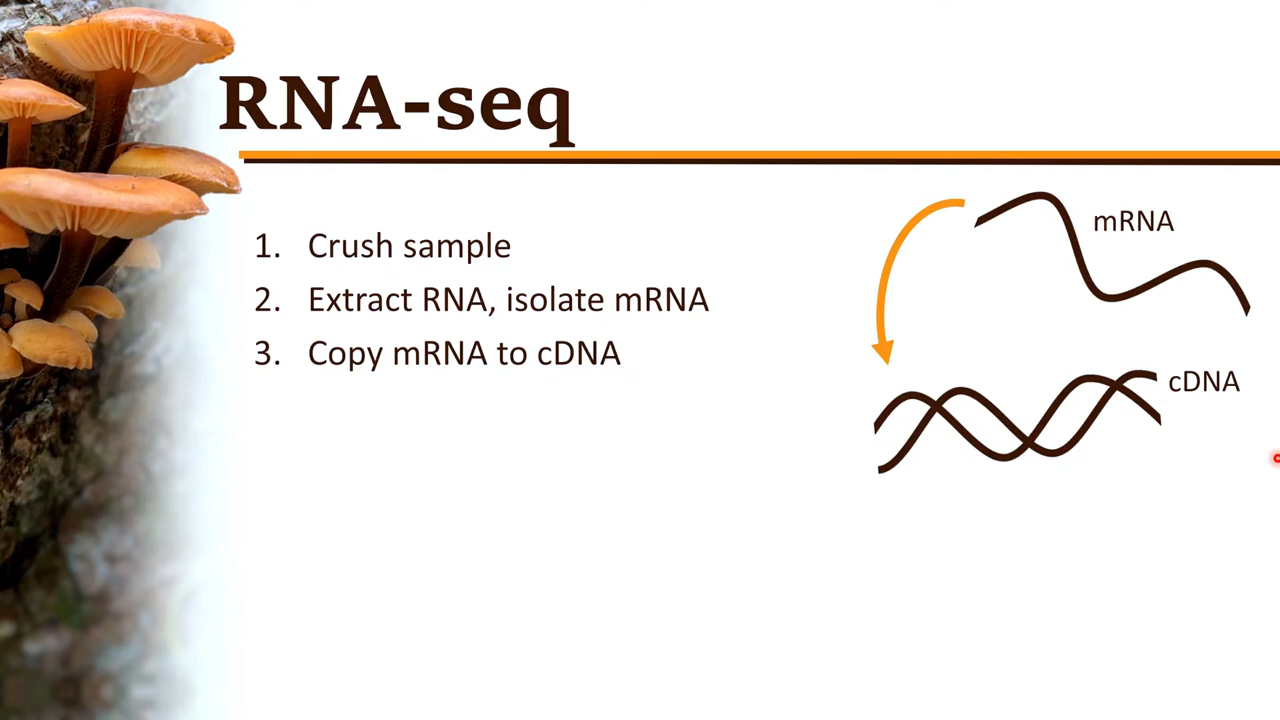 RNA-seq
1. Crush sample
2. Extract RNA, isolate mRNA
3. Copy mRNA to cDNA
mRNA
cDNA